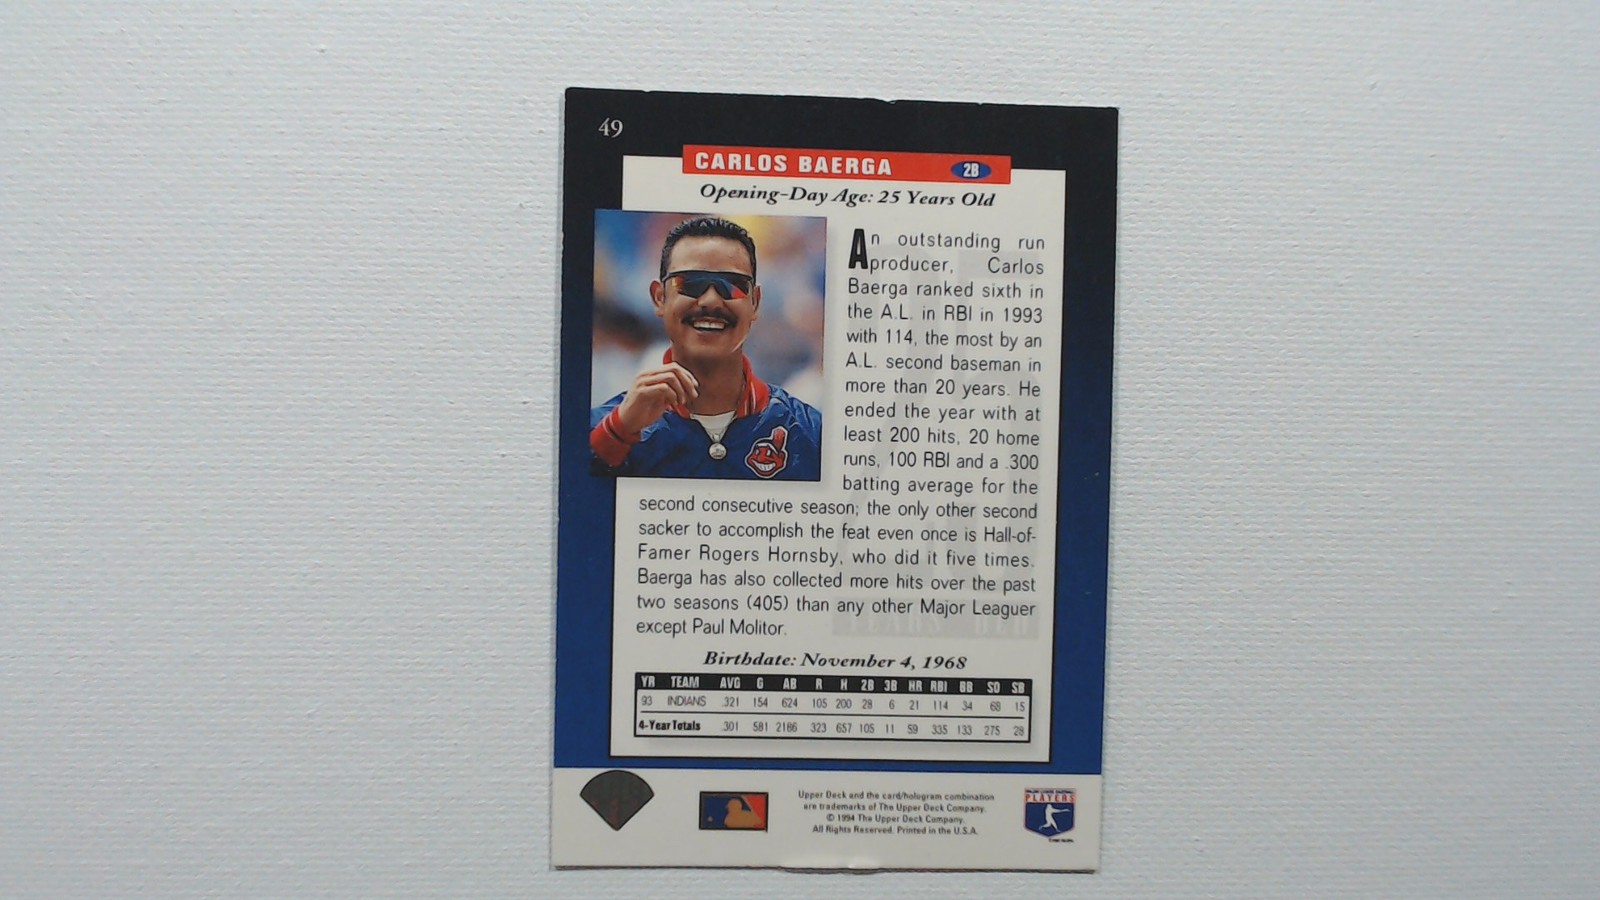 49
CARLOS BAERGA 2B
Opening-Day Age: 25 Years Old
An outstanding run
producer, Carlos
Baerga ranked sixth in
the A.L. in RBI in 1993
with 114, the most by an
A.L. second baseman in
more than 20 years. He
ended the year with at
least 200 hits, 20 home
runs, 100 RBI and a .300
batting average for the
second consecutive season; the only other second
sacker to accomplish the feat even once is Hall-of-
Famer Rogers Hornsby, who did it five times.
Baerga has also collected more hits over the past
two seasons (405) than any other Major Leaguer
except Paul Molitor.
YEARS OLD
Birthdate: November 4, 1968
YR TEAM AVG G AB R H 2B 3B HR RBI BB SO SB
93 INDIANS .321 154 624 105 200 28 6 21 114 34 68 15
4-Year Totals .301 581 2186 323 657 105 11 59 335 133 275 28
Upper Deck and the card/hologram combination
are trademarks of The Upper Deck Company.
© 1994 The Upper Deck Company.
All Rights Reserved. Printed in the U.S.A.
PLAYERS